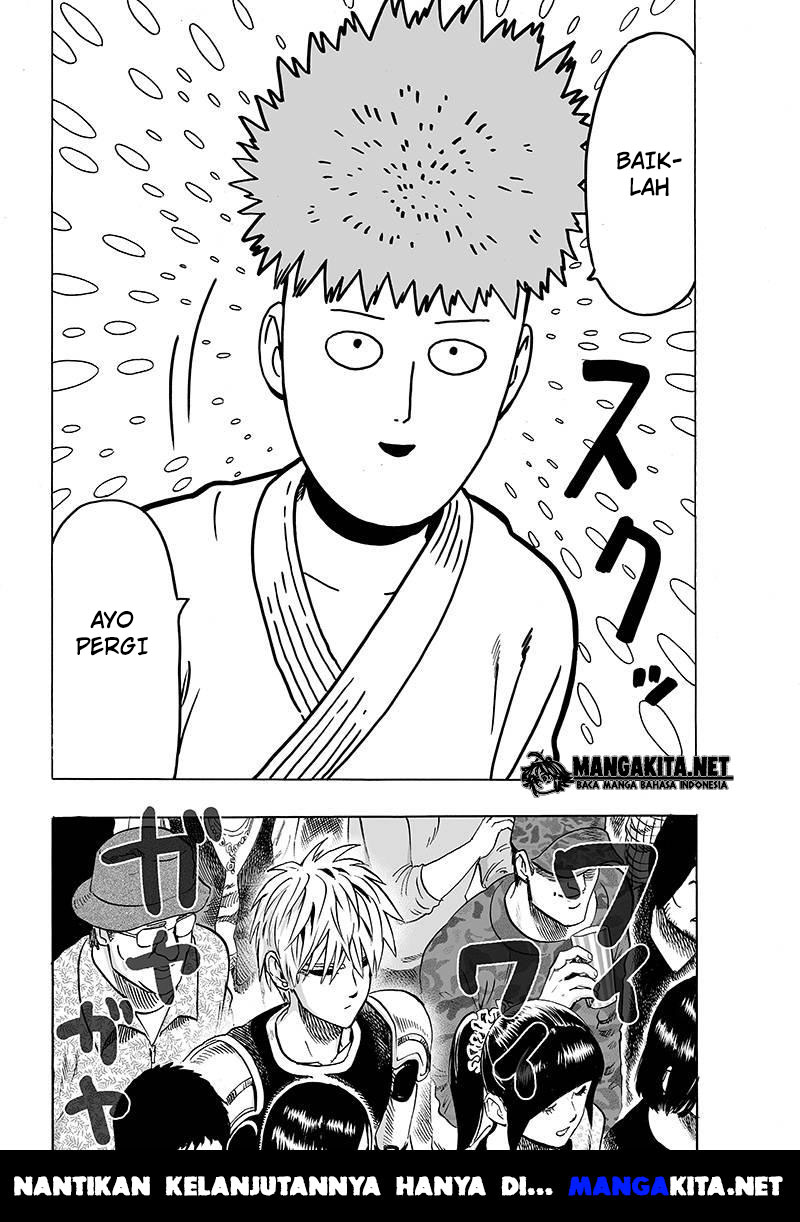 BAIK-
LAH
スクッ
AYO
PERGI
MANGAKITA.NET
BACA MANGA BAHASA INDONESIA
ガヤガヤ
ワイワイ
NANTIKAN KELANJUTANNYA HANYA DI... MANGAKITA.NET